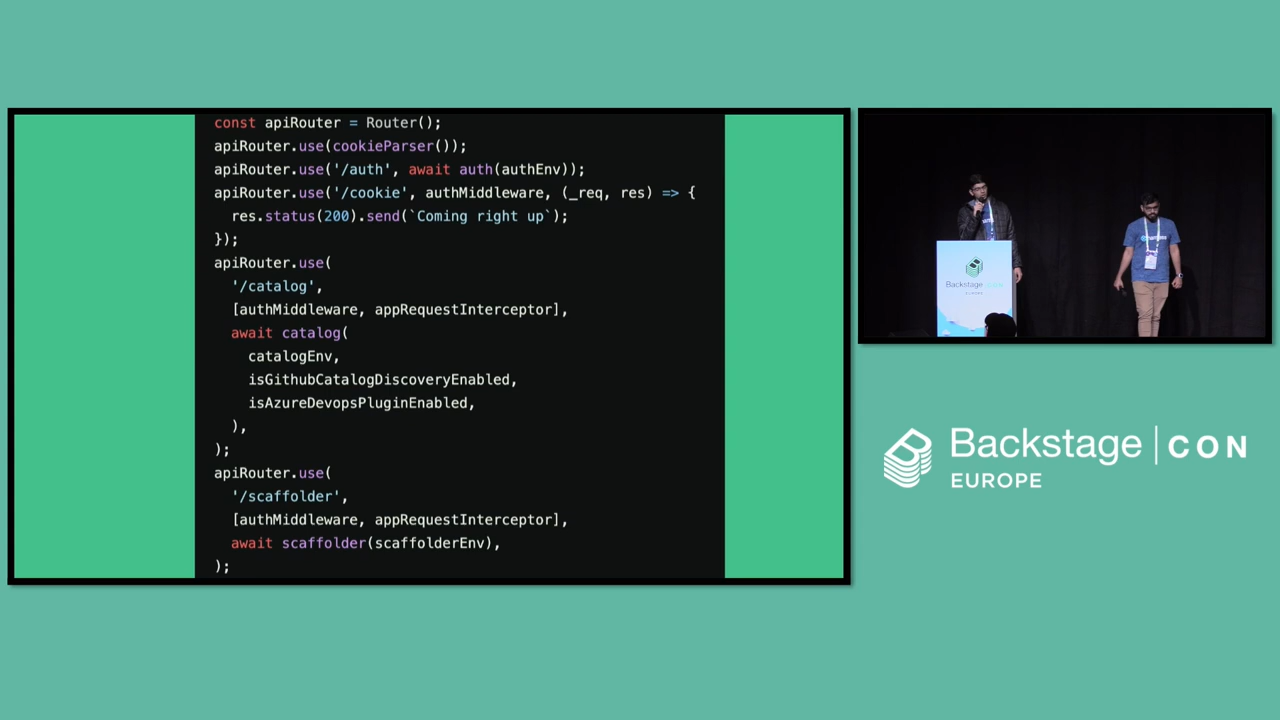 const apiRouter = Router();
apiRouter.use(cookieParser());
apiRouter.use('/auth', await auth(authEnv));
apiRouter.use('/cookie', authMiddleware, (_req, res) => {
  res.status(200).send(`Coming right up`);
});
apiRouter.use(
  '/catalog',
  [authMiddleware, appRequestInterceptor],
  await catalog(
    catalogEnv,
    isGithubCatalogDiscoveryEnabled,
    isAzureDevopsPluginEnabled,
  ),
);
apiRouter.use(
  '/scaffolder',
  [authMiddleware, appRequestInterceptor],
  await scaffolder(scaffolderEnv),
);
Backstage
EUROPE
Backstage | CON
EUROPE